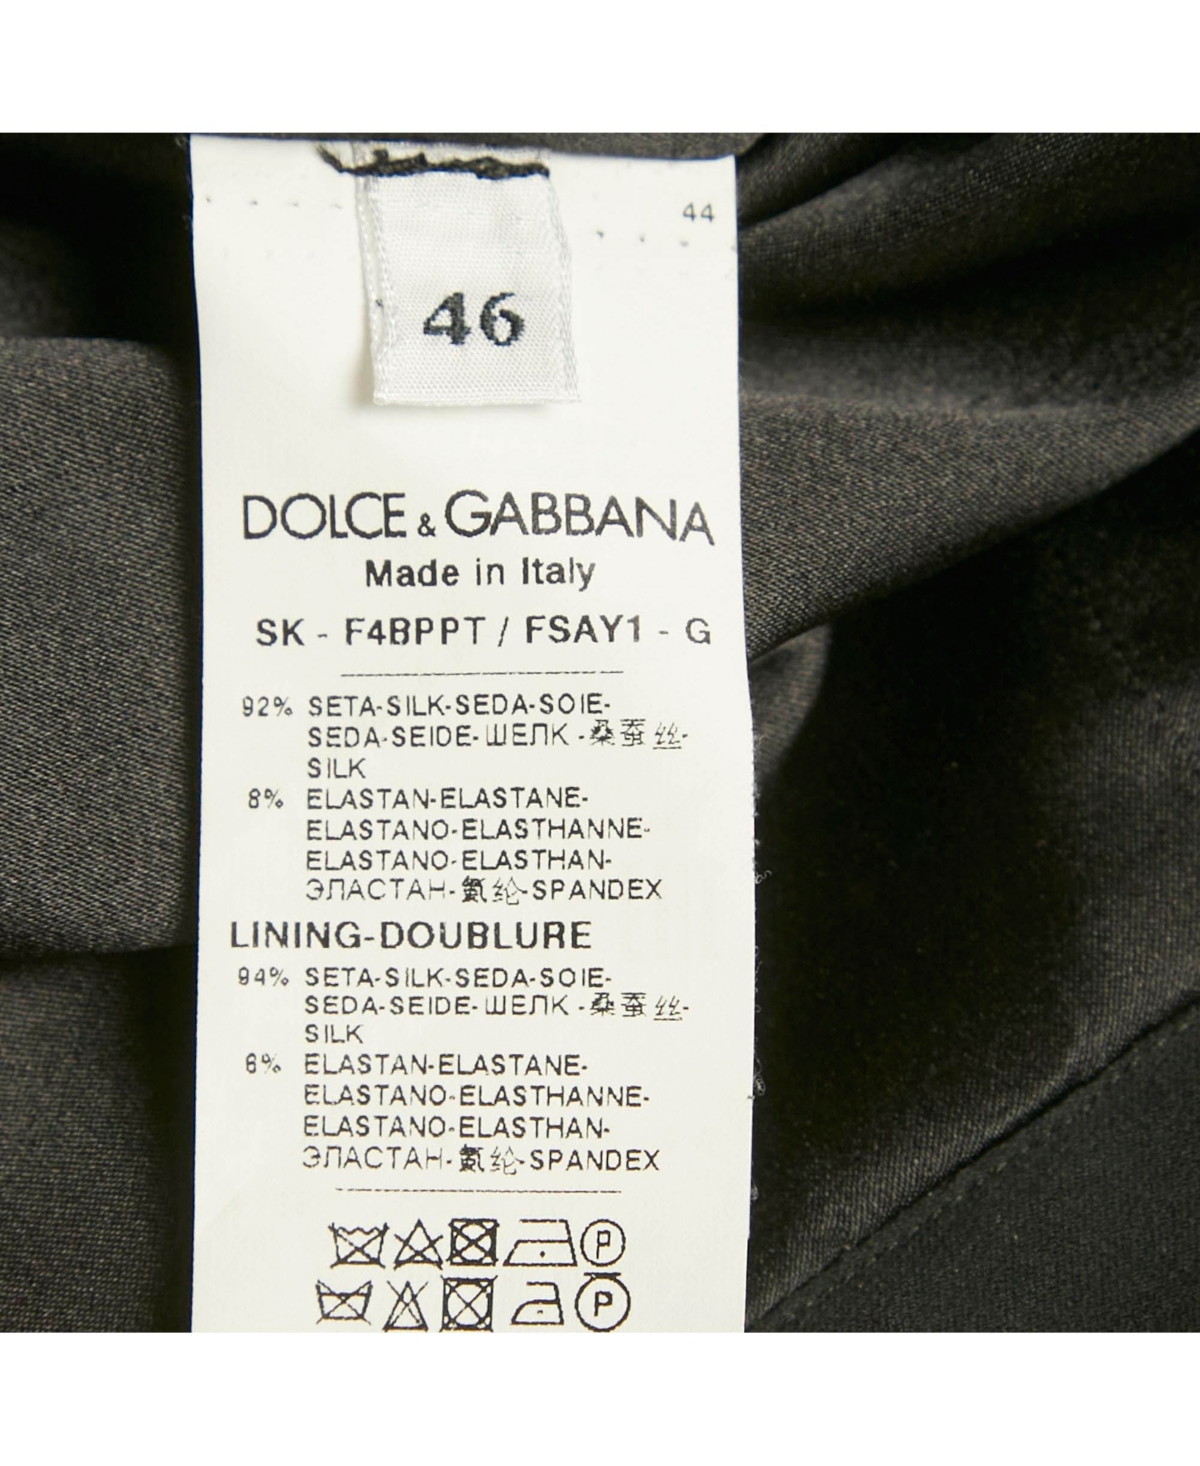 44
46
DOLCE & GABBANA
Made in Italy
SK - F4BPPT / FSAY1 - G
92% SETA-SILK-SEDA-SOIE-
SEDA-SEIDE-ШЕЛК -桑蚕丝-
SILK
8% ELASTAN-ELASTANE-
ELASTANO-ELASTHANNE-
ELASTANO-ELASTHAN-
ЭЛАСТАН-氨纶-SPANDEX
LINING-DOUBLURE
94% SETA-SILK-SEDA-SOIE-
SEDA-SEIDE-ШЕЛК -桑蚕丝-
SILK
6% ELASTAN-ELASTANE-
ELASTANO-ELASTHANNE-
ELASTANO-ELASTHAN-
ЭЛАСТАН-氨纶-SPANDEX
P
P